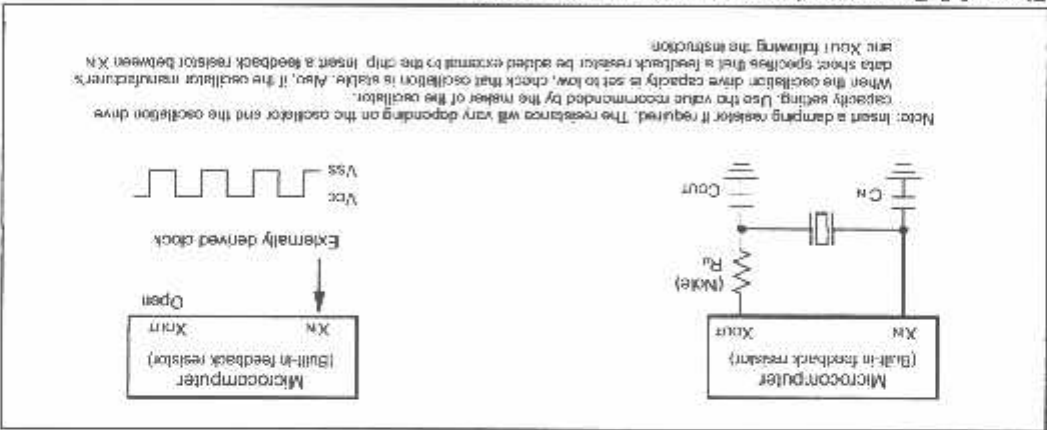 Microcomputer
(Built-in feedback resistor)
XIN XOUT
(Note)
Rd
CIN COUT
Microcomputer
(Built-in feedback resistor)
XIN XOUT
Open
Externally derived clock
Vcc
Vss
Note: Insert a damping resistor if required. The resistance will vary depending on the oscillator and the oscillation drive
capacity setting. Use the value recommended by the maker of the oscillator.
When the oscillation drive capacity is set to low, check that oscillation is stable. Also, if the oscillator manufacturer's
data sheet specifies that a feedback resistor be added external to the chip, insert a feedback resistor between XIN
and XOUT following the instruction